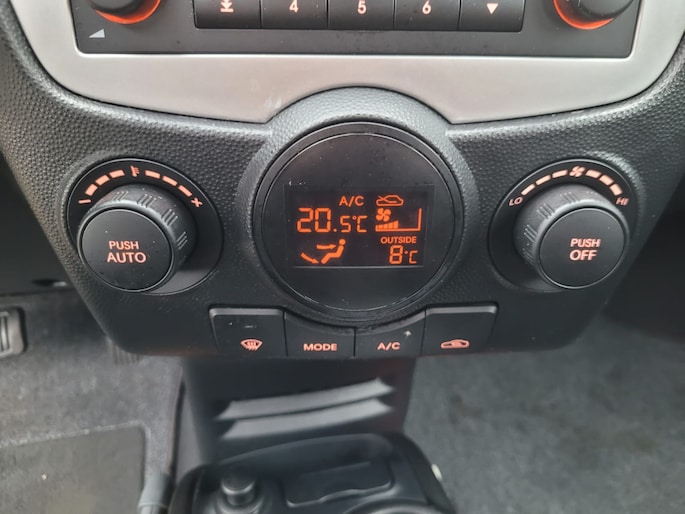 4 5 6
A/C
20.5°C
OUTSIDE
8°C
PUSH
AUTO
LO HI
PUSH
OFF
MODE A/C